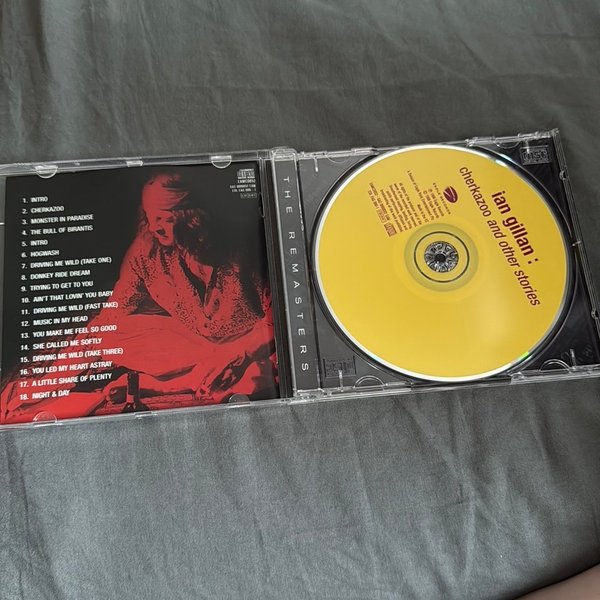 1. INTRO
2. CHERKAZOO
3. MONSTER IN PARADISE
4. THE BULL OF BIRANTIS
5. INTRO
6. HOGWASH
7. DRIVING ME WILD (TAKE ONE)
8. DONKEY RIDE DREAM
9. TRYING TO GET TO YOU
10. AIN'T THAT LOVIN' YOU BABY
11. DRIVING ME WILD (FAST TAKE)
12. MUSIC IN MY HEAD
13. YOU MAKE ME FEEL SO GOOD
14. SHE CALLED ME SOFTLY
15. DRIVING ME WILD (TAKE THREE)
16. YOU LED MY HEART ASTRAY
17. A LITTLE SHARE OF PLENTY
18. NIGHT & DAY
THE REMASTERS
ian gillan:
cherkazoo and other stories